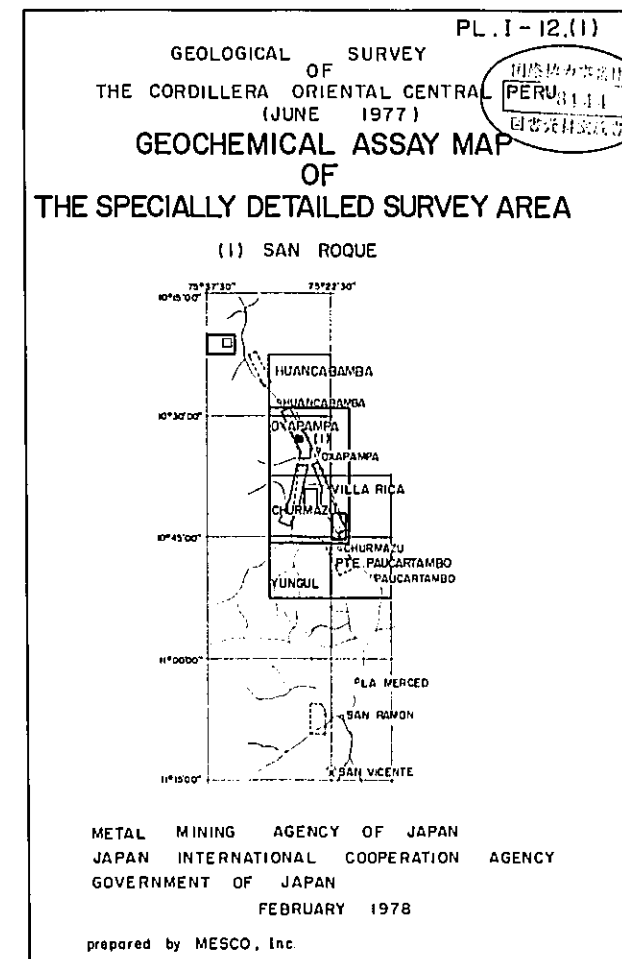 PL. I-12.(1)
GEOLOGICAL SURVEY
OF
THE CORDILLERA ORIENTAL CENTRAL
(JUNE 1977)
PERU
GEOCHEMICAL ASSAY MAP
OF
THE SPECIALLY DETAILED SURVEY AREA
(1) SAN ROQUE
75°37'30" 75°22'30"
10°15'00"
HUANCABAMBA
HUANCABAMBA
10°30'00"
OXAPAMPA
(1)
OXAPAMPA
VILLA RICA
CHURMAZU
10°45'00"
CHURMAZU
PTE. PAUCARTAMBO
PAUCARTAMBO
YUNGUL
11°00'00"
LA MERCED
SAN RAMON
SAN VICENTE
11°15'00"
METAL MINING AGENCY OF JAPAN
JAPAN INTERNATIONAL COOPERATION AGENCY
GOVERNMENT OF JAPAN
FEBRUARY 1978
prepared by MESCO, Inc.